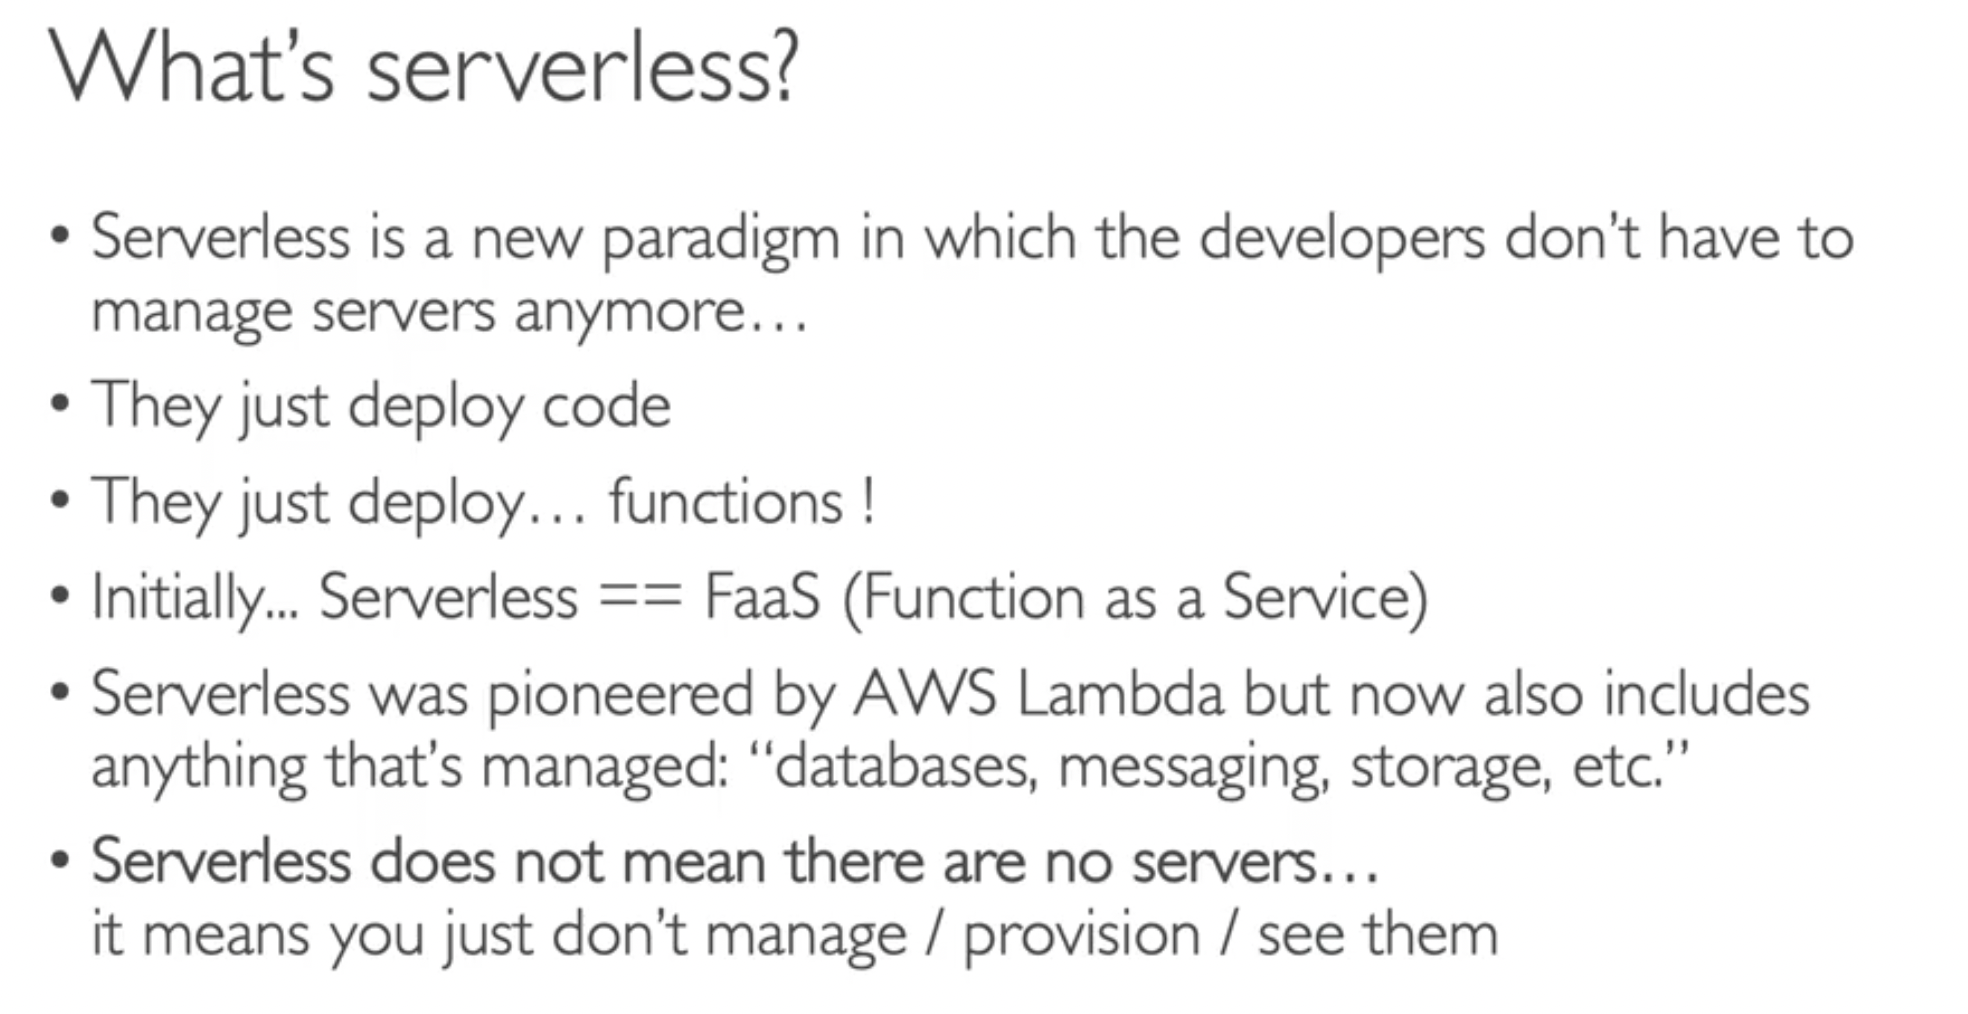 What’s serverless?
• Serverless is a new paradigm in which the developers don’t have to
manage servers anymore…
• They just deploy code
• They just deploy… functions !
• Initially... Serverless == FaaS (Function as a Service)
• Serverless was pioneered by AWS Lambda but now also includes
anything that’s managed: “databases, messaging, storage, etc.”
• Serverless does not mean there are no servers…
it means you just don’t manage / provision / see them